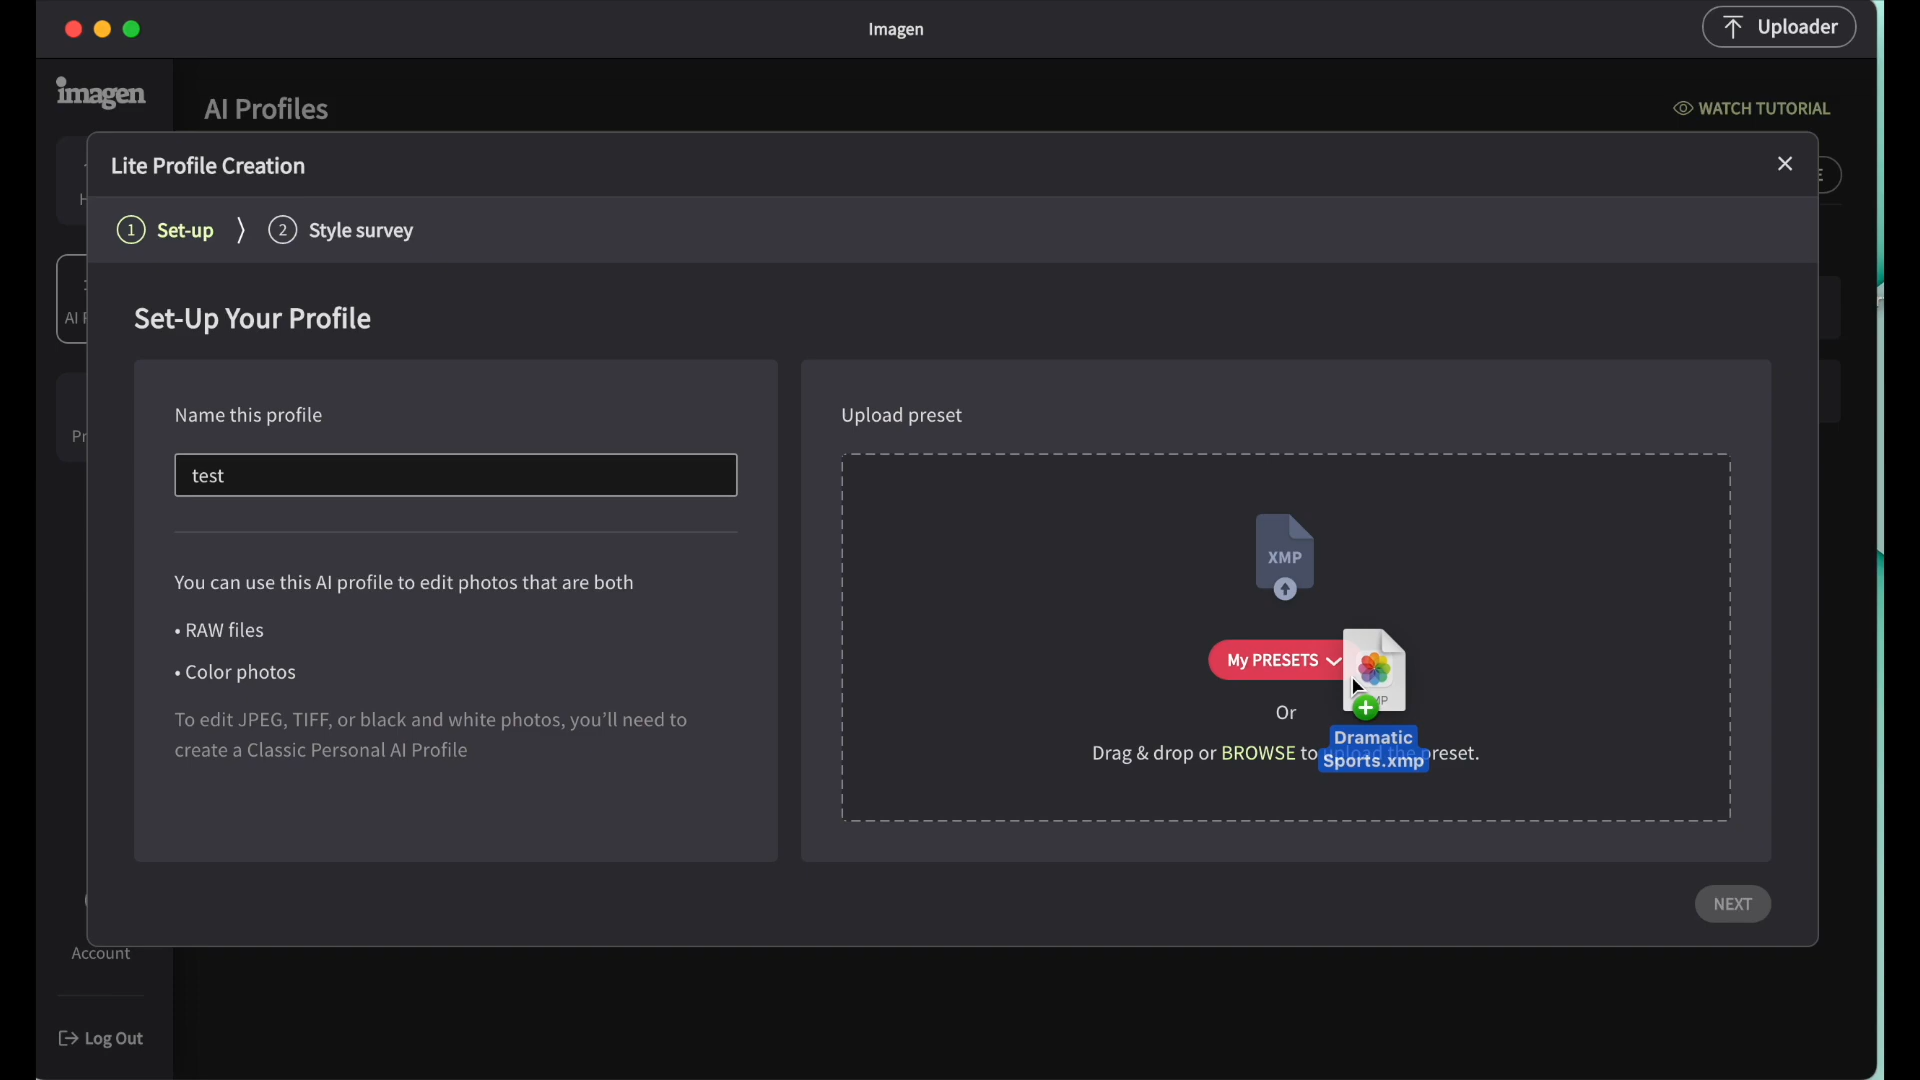 Imagen
Uploader
imagen
AI Profiles
WATCH TUTORIAL
Lite Profile Creation
1 Set-up
2 Style survey
Set-Up Your Profile
Name this profile
test
You can use this AI profile to edit photos that are both
• RAW files
• Color photos
To edit JPEG, TIFF, or black and white photos, you’ll need to
create a Classic Personal AI Profile
Upload preset
XMP
My PRESETS
Or
Drag & drop or BROWSE to upload the preset.
Dramatic
Sports.xmp
NEXT
Account
Log Out